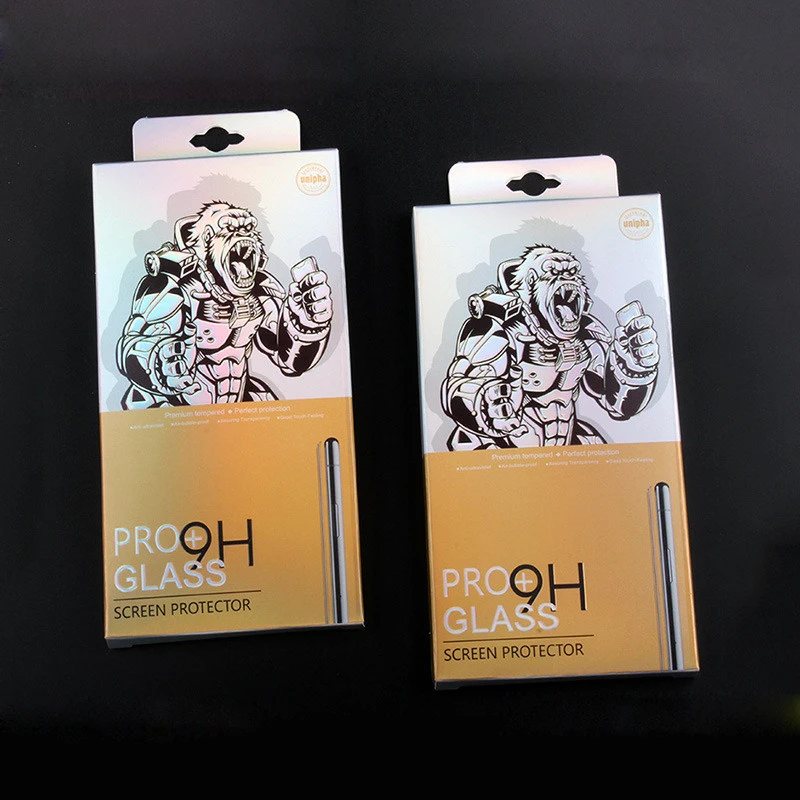 unipha
Premium tempered • Perfect protection
PRO+
9H
GLASS
SCREEN PROTECTOR
unipha
Premium tempered • Perfect protection
PRO+
9H
GLASS
SCREEN PROTECTOR